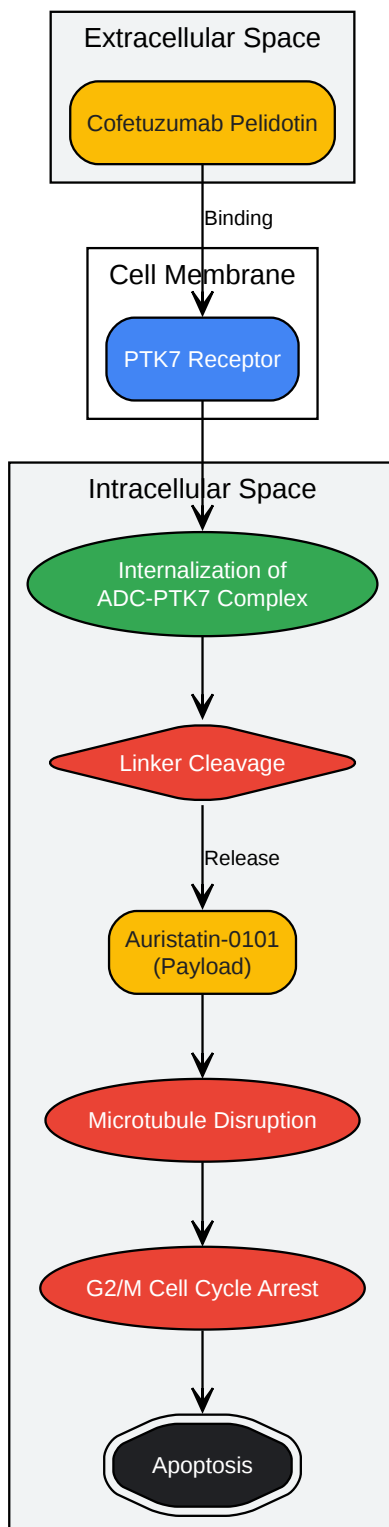 Extracellular Space
Cofetuzumab Pelidotin
Binding
Cell Membrane
PTK7 Receptor
Intracellular Space
Internalization of
ADC-PTK7 Complex
Linker Cleavage
Release
Auristatin-0101
(Payload)
Microtubule Disruption
G2/M Cell Cycle Arrest
Apoptosis